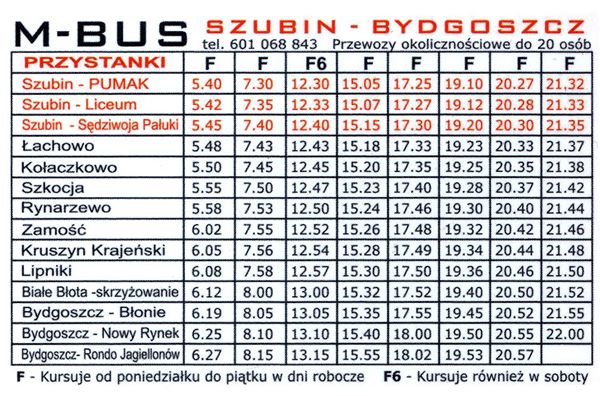 M-BUS SZUBIN - BYDGOSZCZ
tel. 601 068 843 Przewozy okolicznościowe do 20 osób
PRZYSTANKI F F F6 F F F F F
Szubin - PUMAK 5.40 7.30 12.30 15.05 17.25 19.10 20.27 21,32
Szubin - Liceum 5.42 7.35 12.33 15.07 17.27 19.12 20.28 21.33
Szubin - Sędziwoja Pałuki 5.45 7.40 12.40 15.15 17.30 19.20 20.30 21.35
Łachowo 5.48 7.43 12.43 15.18 17.33 19.23 20.33 21.37
Kołaczkowo 5.50 7.45 12.45 15.20 17.35 19.25 20.35 21.38
Szkocja 5.55 7.50 12.47 15.23 17.40 19.28 20.37 21.42
Rynarzewo 5.58 7.53 12.50 15.24 17.46 19.30 20.40 21.44
Zamość 6.02 7.55 12.52 15.26 17.48 19.32 20.42 21.46
Kruszyn Krajeński 6.05 7.56 12.54 15.28 17.49 19.34 20.44 21.48
Lipniki 6.08 7.58 12.57 15.30 17.50 19.36 20.46 21.50
Białe Błota -skrzyżowanie 6.12 8.00 13.00 15.32 17.52 19.40 20.50 21.52
Bydgoszcz - Błonie 6.19 8.05 13.05 15.35 17.55 19.45 20.52 21.55
Bydgoszcz - Nowy Rynek 6.25 8.10 13.10 15.40 18.00 19.50 20.55 22.00
Bydgoszcz- Rondo Jagiellonów 6.27 8.15 13.15 15.55 18.02 19.53 20.57
F - Kursuje od poniedziałku do piątku w dni robocze F6 - Kursuje również w soboty